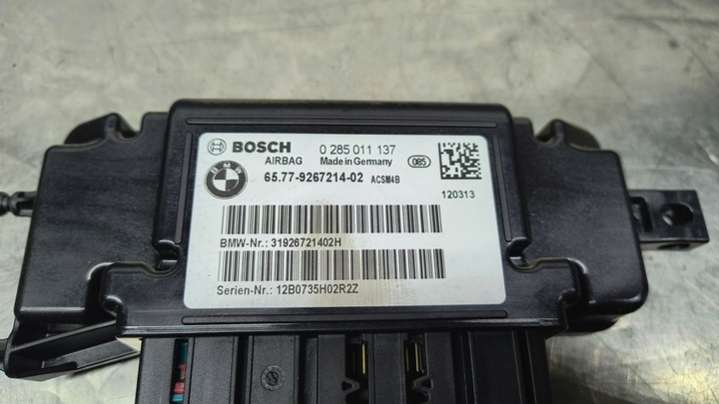 BOSCH 0 285 011 137
AIRBAG Made in Germany 085
BMW 65.77-9267214-02 ACSM4B
120313
BMW-Nr.: 31926721402H
Serien-Nr.: 12B0735H02R2Z